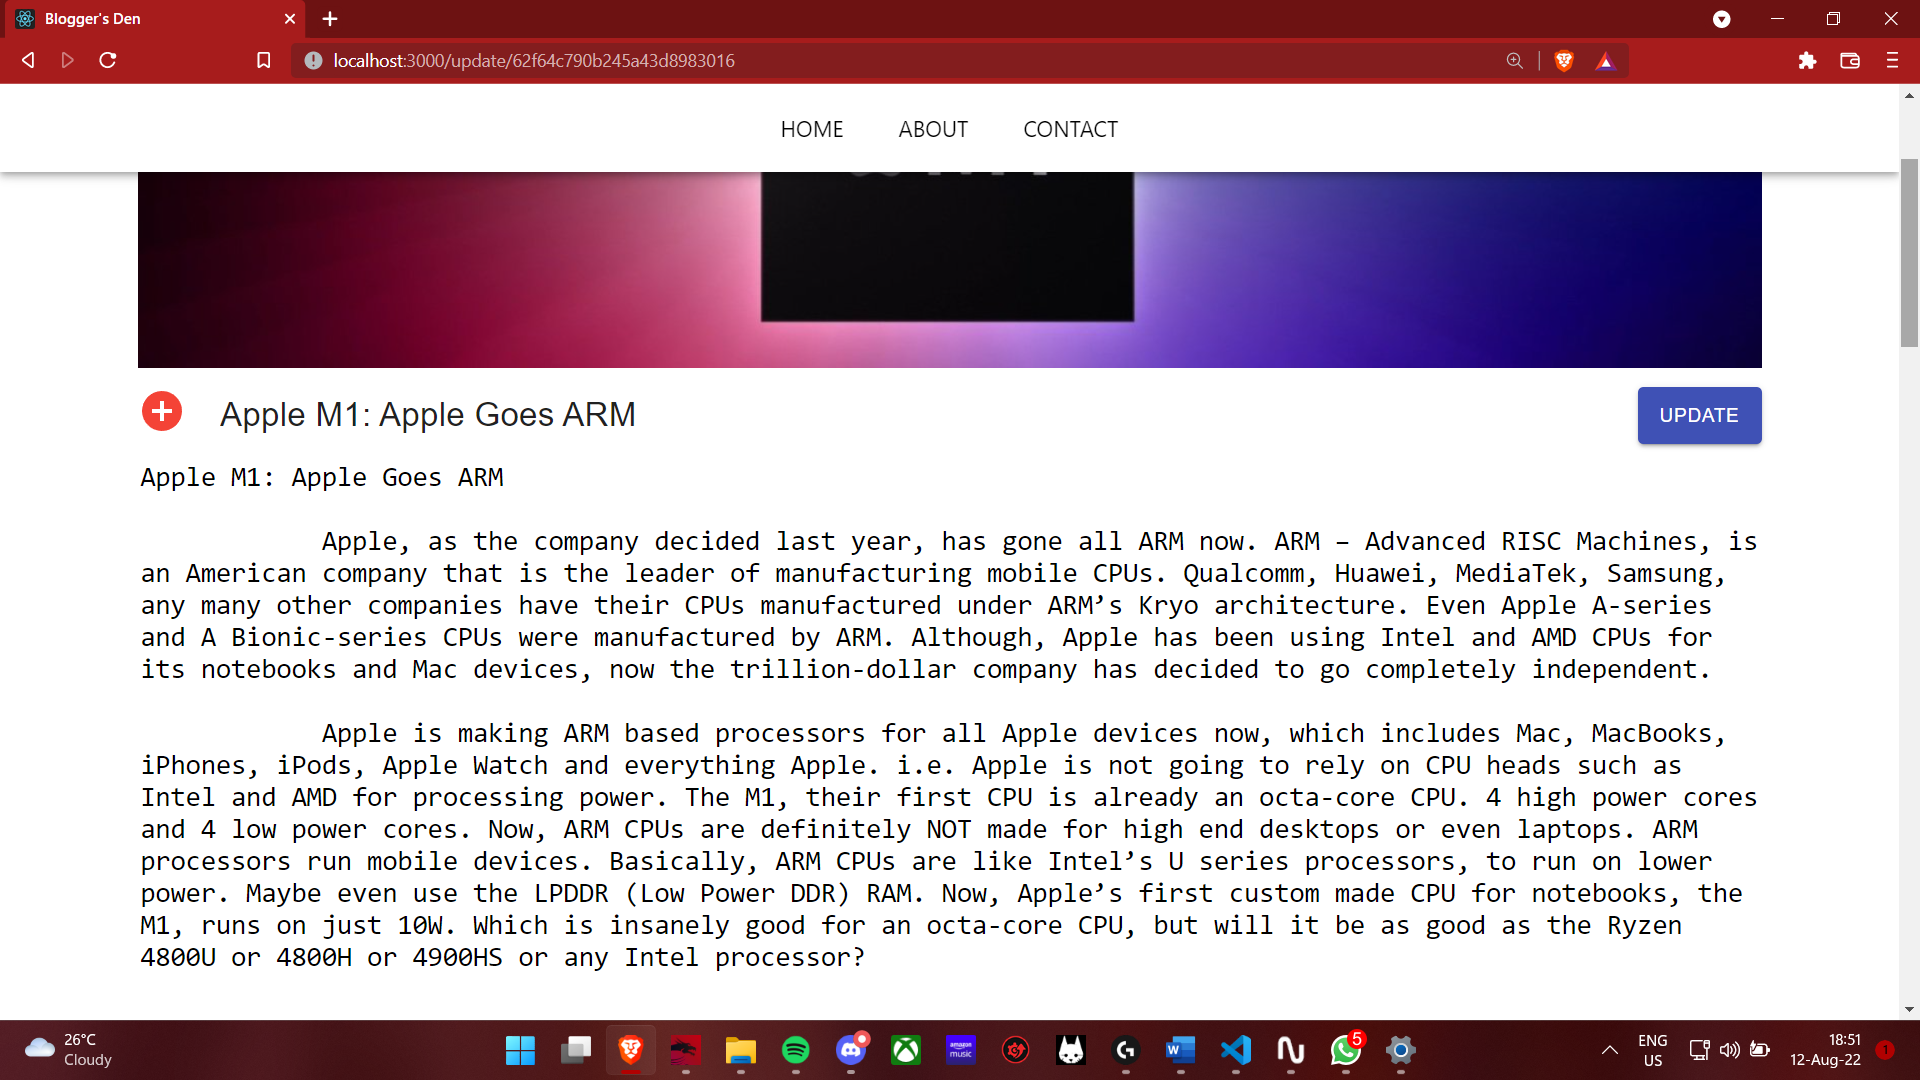 Blogger's Den
localhost:3000/update/62f64c790b245a43d8983016
HOME ABOUT CONTACT
Apple M1: Apple Goes ARM
UPDATE
Apple M1: Apple Goes ARM
Apple, as the company decided last year, has gone all ARM now. ARM – Advanced RISC Machines, is
an American company that is the leader of manufacturing mobile CPUs. Qualcomm, Huawei, MediaTek, Samsung,
any many other companies have their CPUs manufactured under ARM’s Kryo architecture. Even Apple A-series
and A Bionic-series CPUs were manufactured by ARM. Although, Apple has been using Intel and AMD CPUs for
its notebooks and Mac devices, now the trillion-dollar company has decided to go completely independent.
Apple is making ARM based processors for all Apple devices now, which includes Mac, MacBooks,
iPhones, iPods, Apple Watch and everything Apple. i.e. Apple is not going to rely on CPU heads such as
Intel and AMD for processing power. The M1, their first CPU is already an octa-core CPU. 4 high power cores
and 4 low power cores. Now, ARM CPUs are definitely NOT made for high end desktops or even laptops. ARM
processors run mobile devices. Basically, ARM CPUs are like Intel’s U series processors, to run on lower
power. Maybe even use the LPDDR (Low Power DDR) RAM. Now, Apple’s first custom made CPU for notebooks, the
M1, runs on just 10W. Which is insanely good for an octa-core CPU, but will it be as good as the Ryzen
4800U or 4800H or 4900HS or any Intel processor?
26°C
Cloudy
amazon
music
5
ENG
US
18:51
12-Aug-22
1